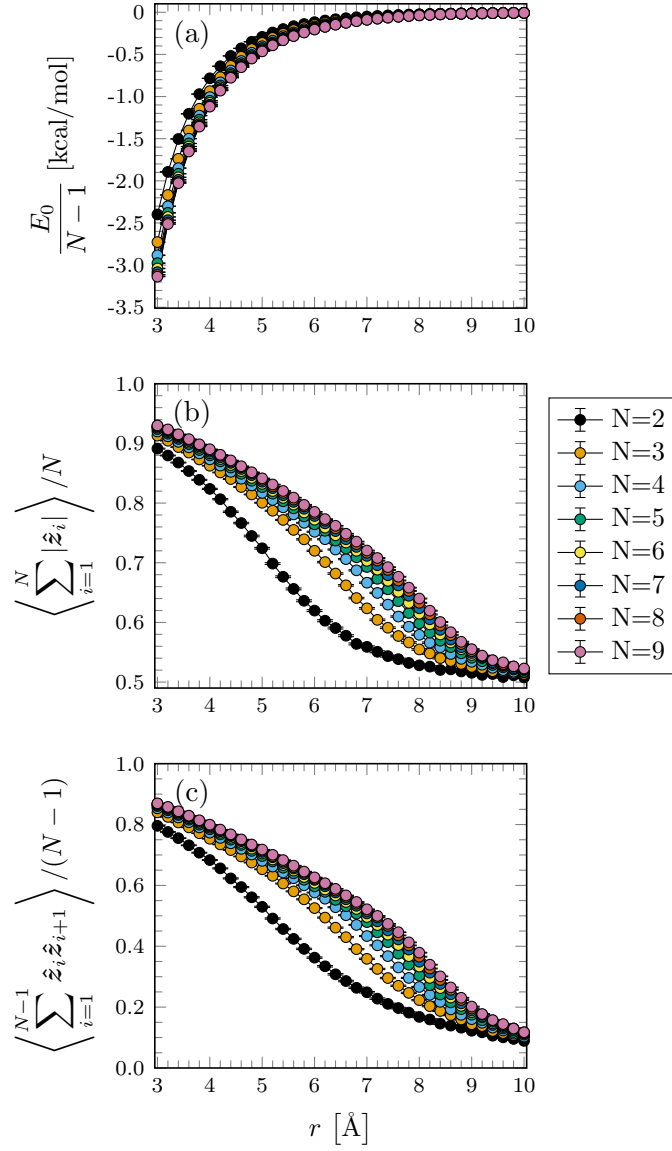 (a)
E_0 / (N − 1) [kcal/mol]
0
-0.5
-1.0
-1.5
-2.0
-2.5
-3.0
-3.5
3 4 5 6 7 8 9 10
(b)
⟨∑_{i=1}^{N} |ẑ_i|⟩ /N
1.0
0.9
0.8
0.7
0.6
0.5
3 4 5 6 7 8 9 10
N=2
N=3
N=4
N=5
N=6
N=7
N=8
N=9
(c)
⟨∑_{i=1}^{N−1} ẑ_i ẑ_{i+1}⟩ /(N − 1)
1.0
0.8
0.6
0.4
0.2
0.0
3 4 5 6 7 8 9 10
r [Å]